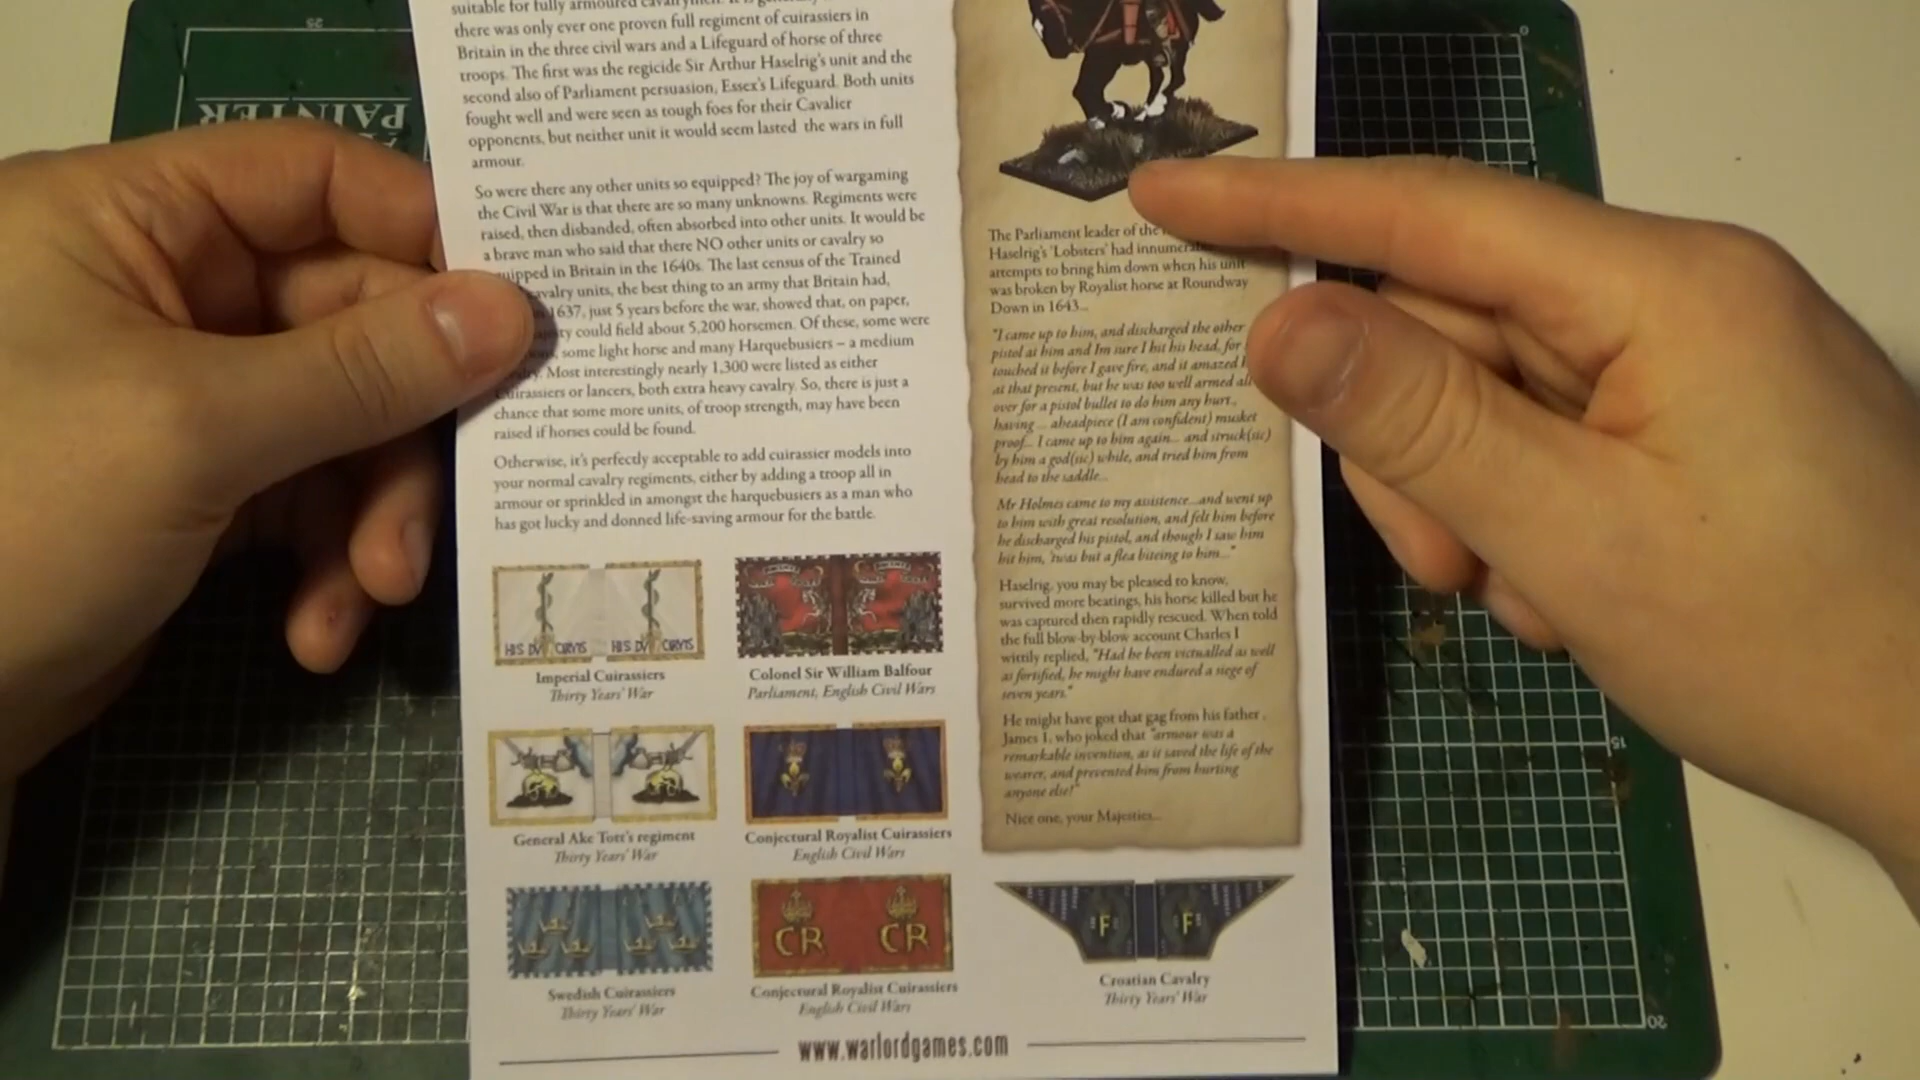 suitable for fully armoured
there was only ever one proven full regiment of cuirassiers in
Britain in the three civil wars and a Lifeguard of horse of three
troops. The first was the regicide Sir Arthur Haselrig's unit and the
second also of Parliament persuasion, Essex's Lifeguard. Both units
fought well and were seen as tough foes for their Cavalier
opponents, but neither unit it would seem lasted the wars in full
armour.
So were there any other units so equipped? The joy of wargaming
the Civil War is that there are so many unknowns. Regiments were
raised, then disbanded, often absorbed into other units. It would be
a brave man who said that there NO other units or cavalry so
in Britain in the 1640s. The last census of the Trained
units, the best thing to an army that Britain had,
1637, just 5 years before the war, showed that, on paper,
could field about 5,200 horsemen. Of these, some were
some light horse and many Harquebusiers – a medium
Most interestingly nearly 1,300 were listed as either
Cuirassiers or lancers, both extra heavy cavalry. So, there is just a
chance that some more units, of troop strength, may have been
raised if horses could be found.
Otherwise, it's perfectly acceptable to add cuirassier models into
your normal cavalry regiments, either by adding a troop all in
armour or sprinkled in amongst the harquebusiers as a man who
has got lucky and donned life-saving armour for the battle.
Imperial Cuirassiers
Thirty Years' War
Colonel Sir William Balfour
Parliament, English Civil Wars
General Ake Tott's regiment
Thirty Years' War
Conjectural Royalist Cuirassiers
English Civil Wars
CR CR
Swedish Cuirassiers
Thirty Years' War
Conjectural Royalist Cuirassiers
English Civil Wars
The Parliament leader of the
Haselrig's 'Lobsters' had
attempts to bring him down when his unit
was broken by Royalist horse at Roundway
Down in 1643...
"I came up to him, and discharged the other
pistol at him and Im sure I hit his head, for
touched it before I gave fire, and it amazed
at that present, but he was too well armed all
over for a pistol bullet to do him any hurt.,
having... aheadpiece (I am confident) musket
proof... I came up to him again... and struck(sic)
by him a god(sic) while, and tried him from
head to the saddle...
Mr Holmes came to my assistence...and went up
to him with great resolution, and felt him before
he discharged his pistol, and though I saw him
hit him, 'twas but a flea biteing to him..."
Haselrig, you may be pleased to know,
survived more beatings, his horse killed but he
was captured then rapidly rescued. When told
the full blow-by-blow account Charles I
wittily replied, "Had he been victualled as well
as fortified, he might have endured a siege of
seven years."
He might have got that gag from his father,
James I, who joked that "armour was a
remarkable invention, as it saved the life of the
wearer, and prevented him from hurting
anyone else!"
Nice one, your Majesties...
F F
Croatian Cavalry
Thirty Years' War
www.warlordgames.com
PAINTER
25
0
15
20